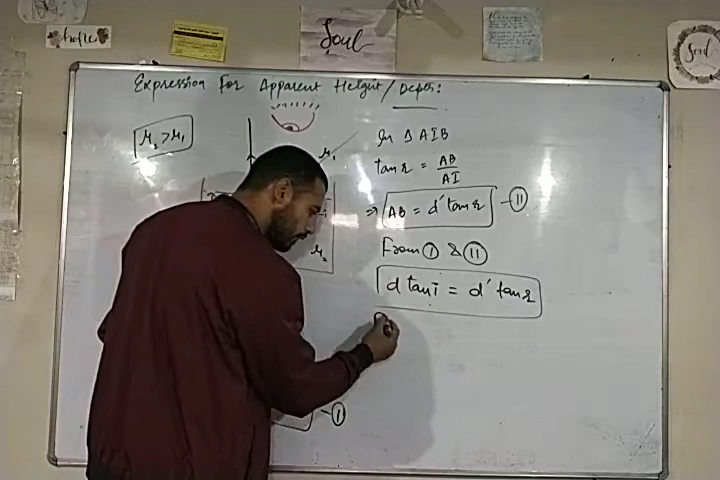 Soul
Soul
Expression For Apparent Height / Depth:
μ₂ > μ₁
μ₁
μ₂
In Δ AIB
tan r = AB/AI
⇒ AB = d' tan r - II
From I & II
d tan i = d' tan r
- I